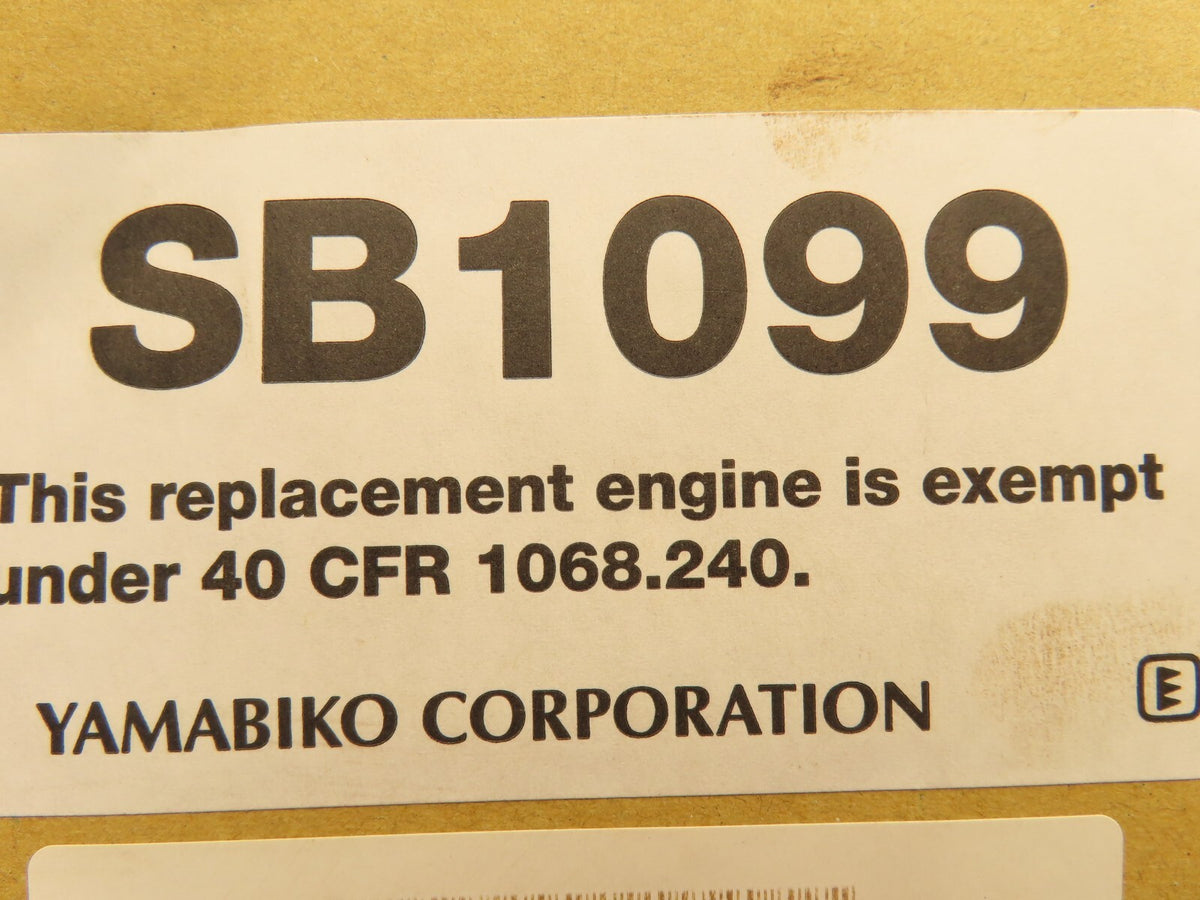 SB1099
This replacement engine is exempt
under 40 CFR 1068.240.
YAMABIKO CORPORATION